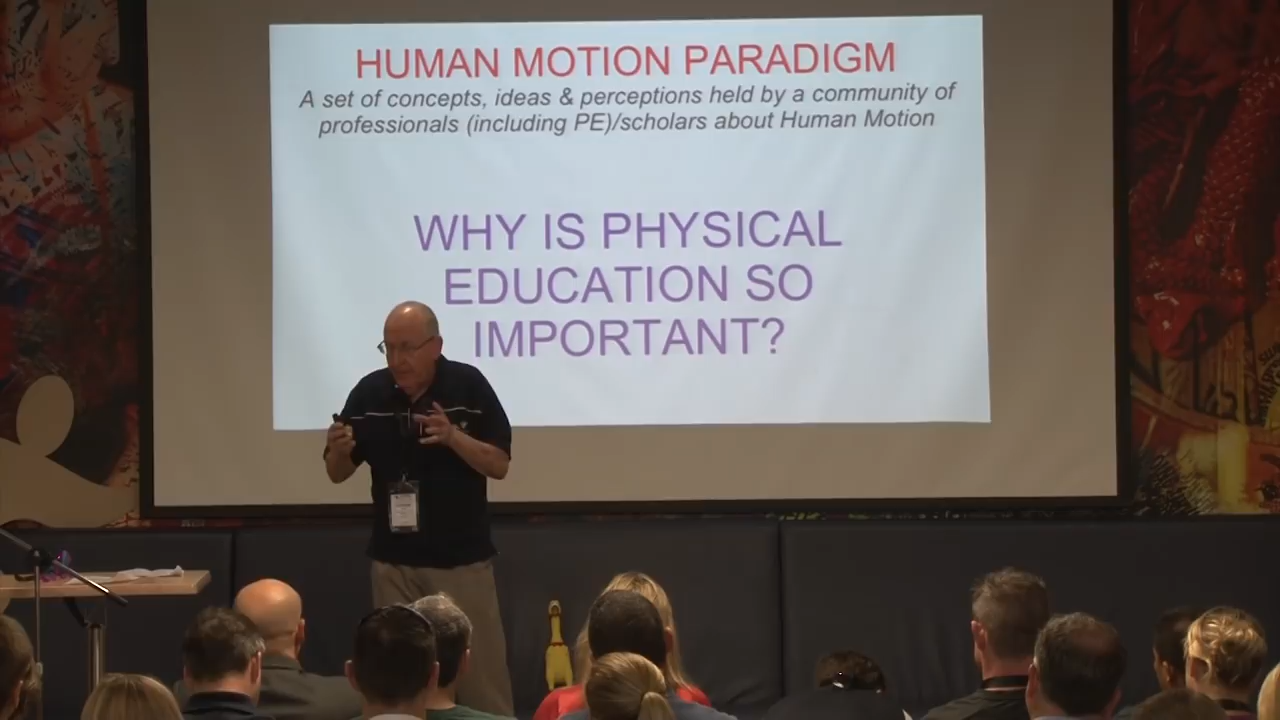 HUMAN MOTION PARADIGM
A set of concepts, ideas & perceptions held by a community of
professionals (including PE)/scholars about Human Motion
WHY IS PHYSICAL
EDUCATION SO
IMPORTANT?